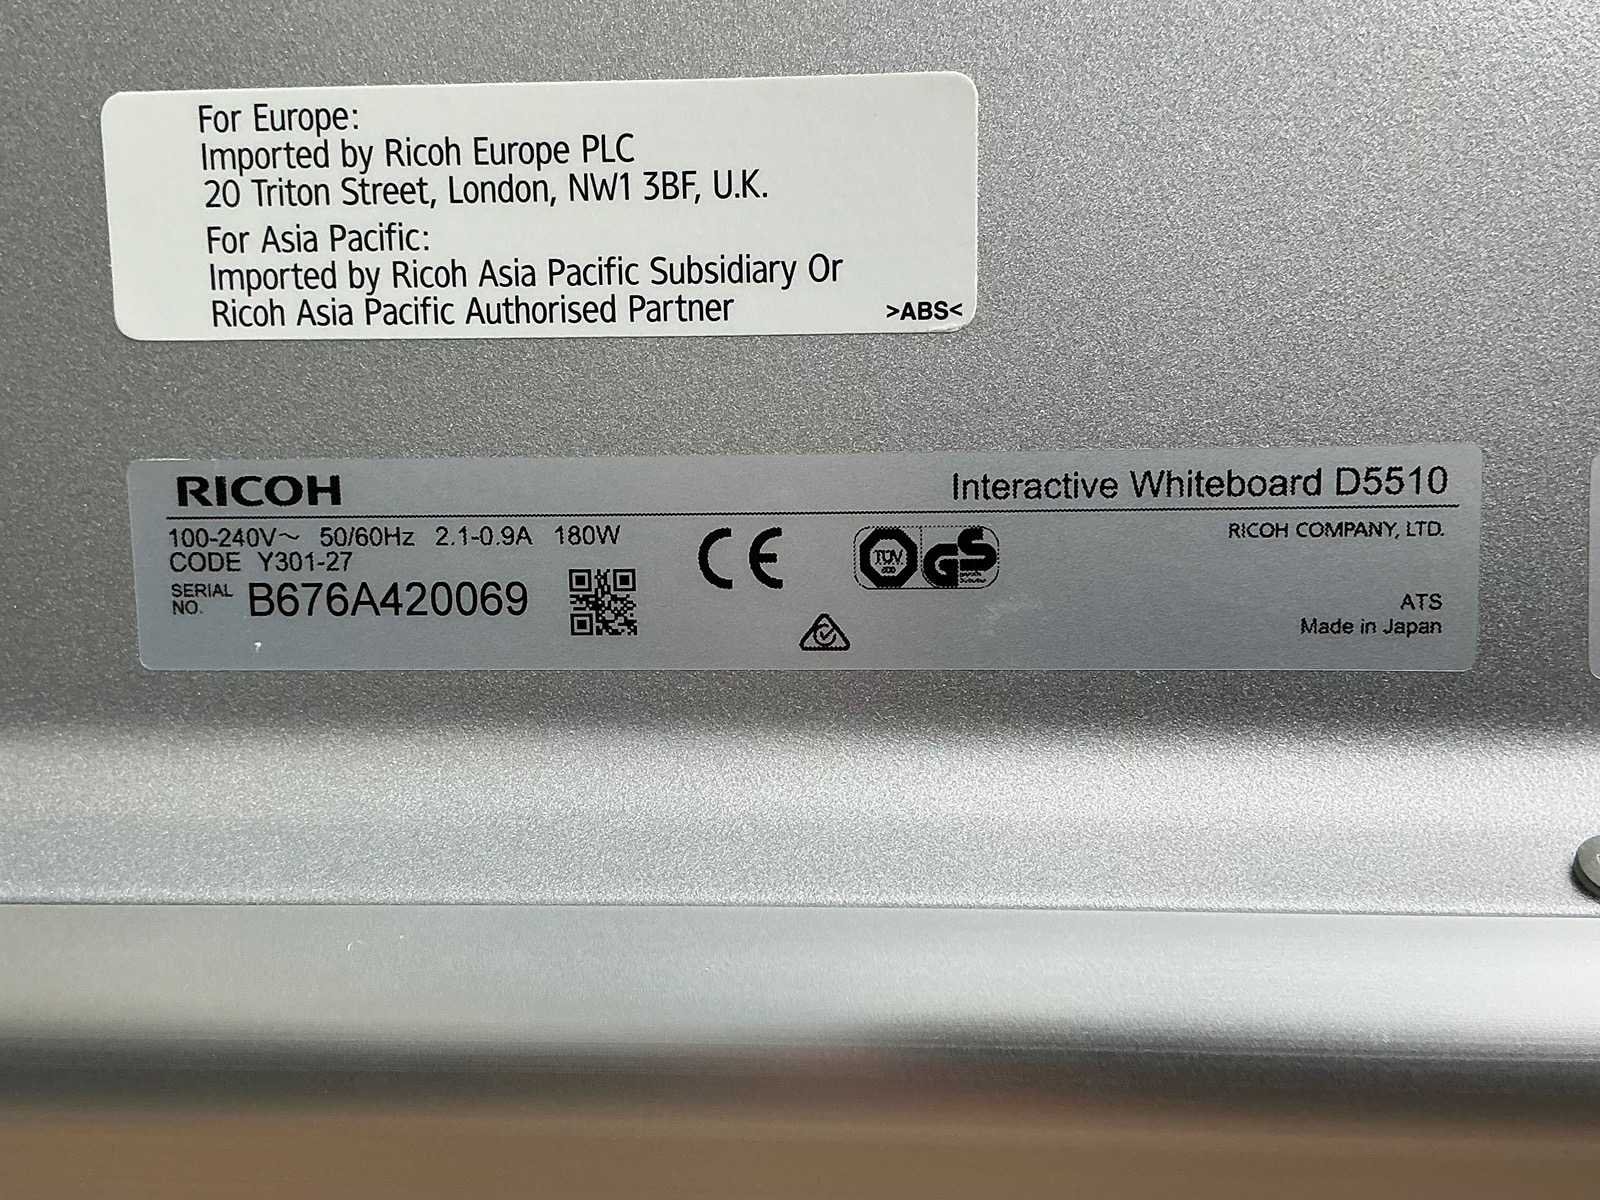 For Europe:
Imported by Ricoh Europe PLC
20 Triton Street, London, NW1 3BF, U.K.
For Asia Pacific:
Imported by Ricoh Asia Pacific Subsidiary Or
Ricoh Asia Pacific Authorised Partner
>ABS<
RICOH
Interactive Whiteboard D5510
100-240V~ 50/60Hz 2.1-0.9A 180W
RICOH COMPANY, LTD.
CODE Y301-27
SERIAL NO. B676A420069
CE
TÜV
GS
ATS
Made in Japan